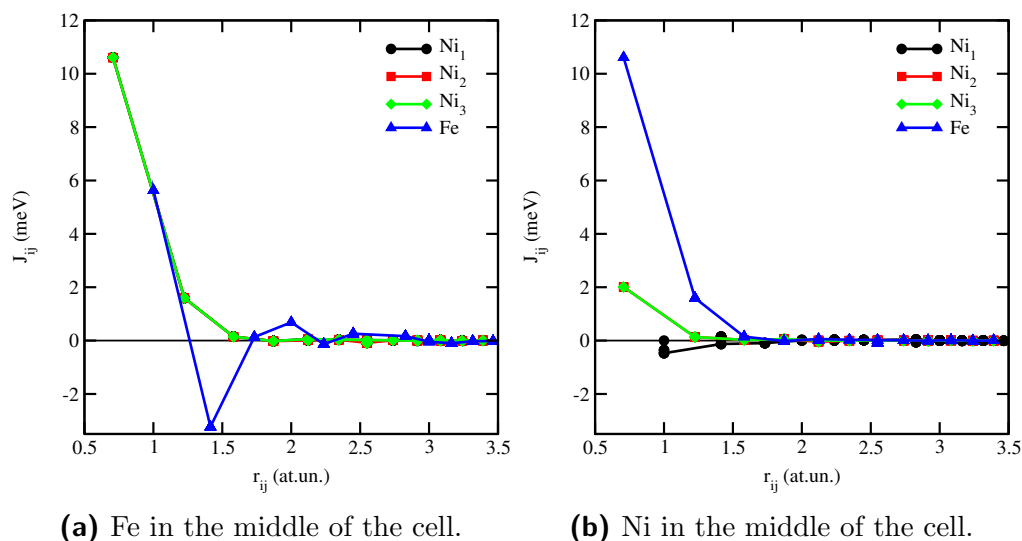 12
10
8
6
4
2
0
-2
J_ij (meV)
0.5 1 1.5 2 2.5 3 3.5
r_ij (at.un.)
Ni_1
Ni_2
Ni_3
Fe
(a) Fe in the middle of the cell.
12
10
8
6
4
2
0
-2
J_ij (meV)
0.5 1 1.5 2 2.5 3 3.5
r_ij (at.un.)
Ni_1
Ni_2
Ni_3
Fe
(b) Ni in the middle of the cell.